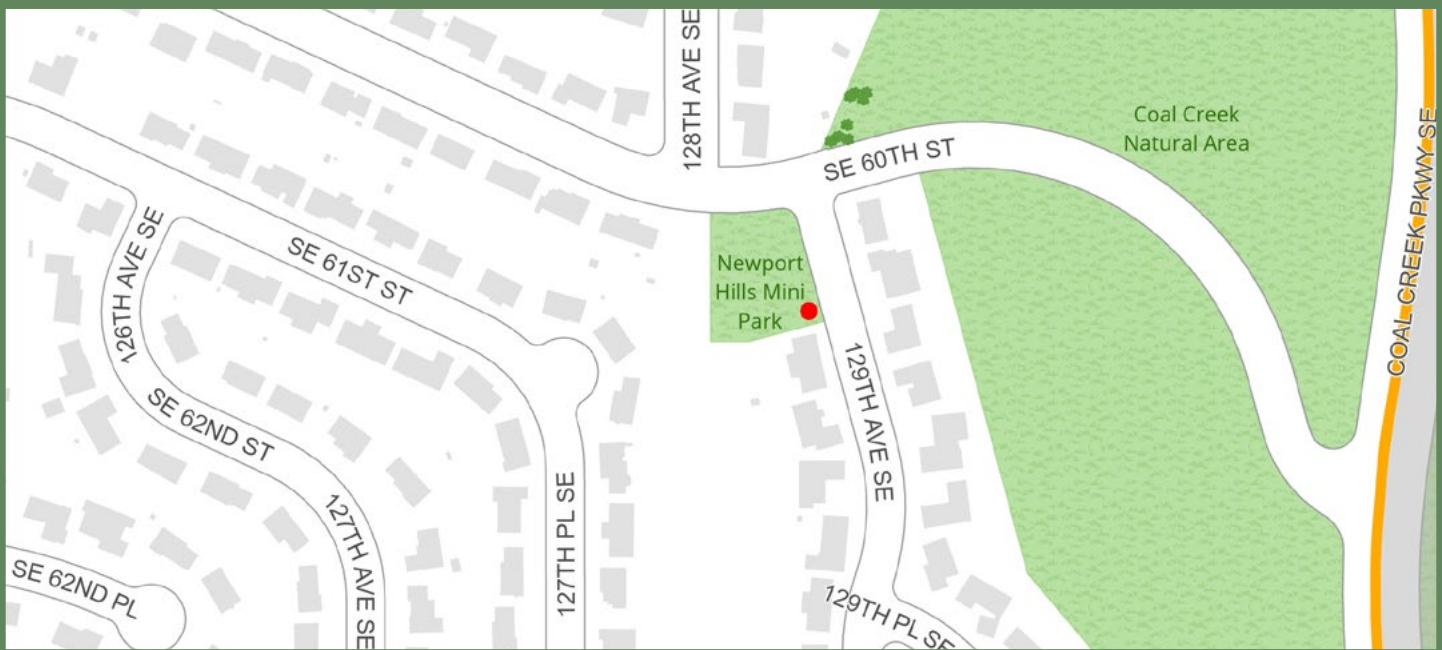 128TH AVE SE
Coal Creek
Natural Area
SE 60TH ST
COAL CREEK PKWY SE
126TH AVE SE
SE 61ST ST
Newport
Hills Mini
Park
129TH AVE SE
SE 62ND ST
127TH AVE SE
127TH PL SE
SE 62ND PL
129TH PL SE